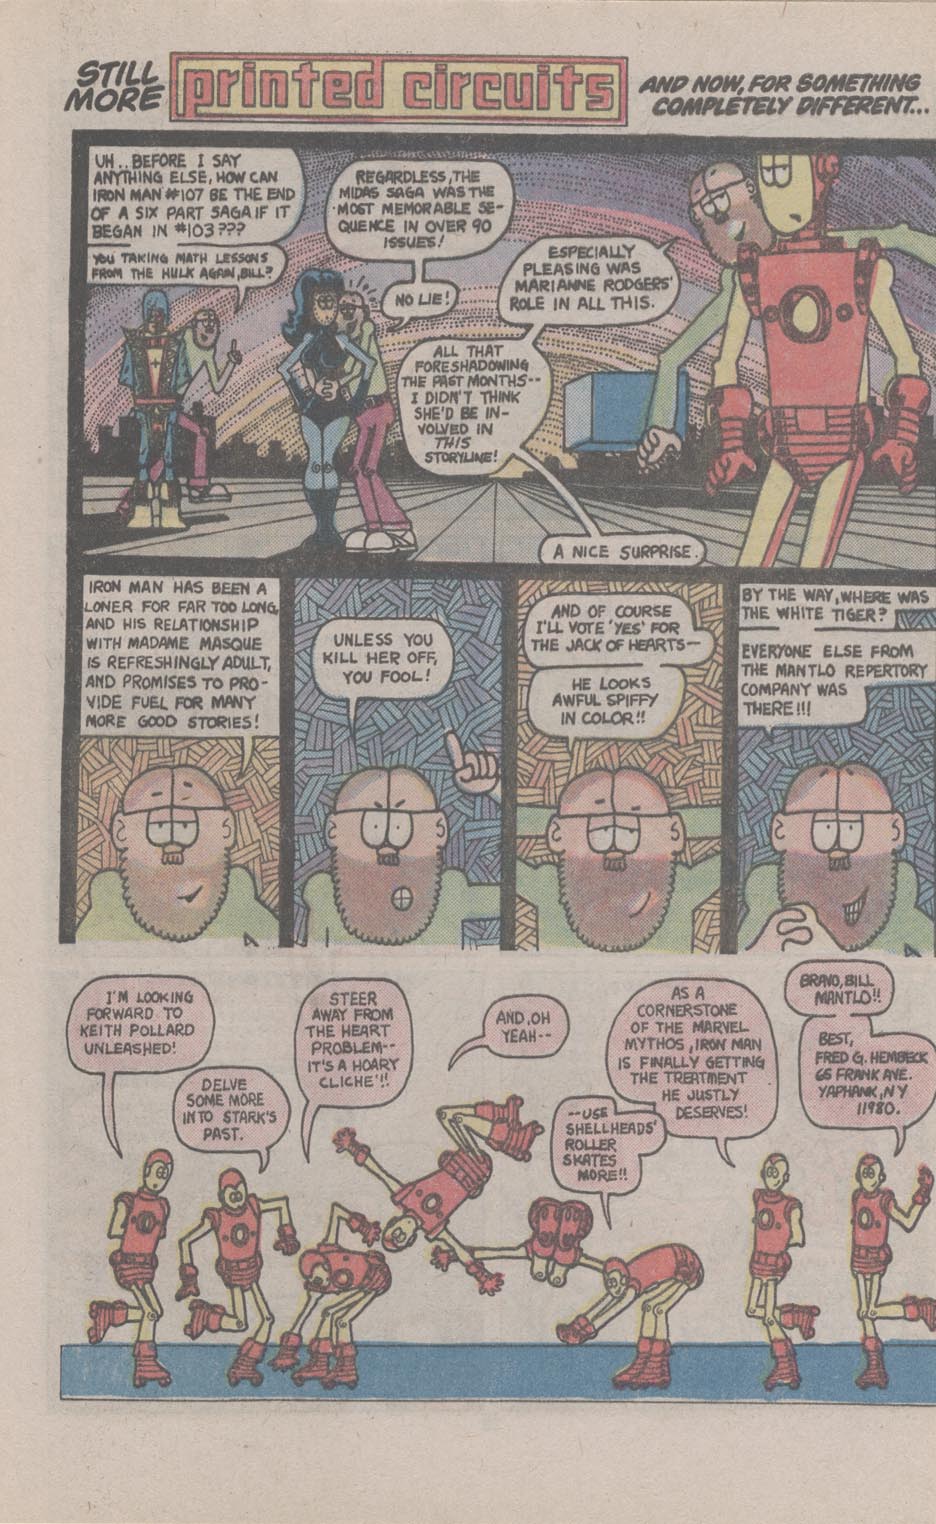 STILL
MORE
printed circuits
AND NOW, FOR SOMETHING
COMPLETELY DIFFERENT...
UH.. BEFORE I SAY
ANYTHING ELSE, HOW CAN
IRON MAN #107 BE THE END
OF A SIX PART SAGA IF IT
BEGAN IN #103???
YOU TAKING MATH LESSONS
FROM THE HULK AGAIN, BILL?
REGARDLESS, THE
MIDAS SAGA WAS THE
MOST MEMORABLE SE-
QUENCE IN OVER 90
ISSUES!
NO LIE!
ESPECIALLY
PLEASING WAS
MARIANNE RODGERS'
ROLE IN ALL THIS.
ALL THAT
FORESHADOWING
THE PAST MONTHS--
I DIDN'T THINK
SHE'D BE IN-
VOLVED IN
THIS
STORYLINE!
A NICE SURPRISE.
IRON MAN HAS BEEN A
LONER FOR FAR TOO LONG,
AND HIS RELATIONSHIP
WITH MADAME MASQUE
IS REFRESHINGLY ADULT,
AND PROMISES TO PRO-
VIDE FUEL FOR MANY
MORE GOOD STORIES!
UNLESS YOU
KILL HER OFF,
YOU FOOL!
AND OF COURSE
I'LL VOTE 'YES' FOR
THE JACK OF HEARTS--
HE LOOKS
AWFUL SPIFFY
IN COLOR!!
BY THE WAY, WHERE WAS
THE WHITE TIGER?
EVERYONE ELSE FROM
THE MANTLO REPERTORY
COMPANY WAS
THERE!!!
I'M LOOKING
FORWARD TO
KEITH POLLARD
UNLEASHED!
DELVE
SOME MORE
INTO STARK'S
PAST.
STEER
AWAY FROM
THE HEART
PROBLEM--
IT'S A HOARY
CLICHE'!!
AND, OH
YEAH--
--USE
SHELLHEADS'
ROLLER
SKATES
MORE!!
AS A
CORNERSTONE
OF THE MARVEL
MYTHOS, IRON MAN
IS FINALLY GETTING
THE TREATMENT
HE JUSTLY
DESERVES!
BRAVO, BILL
MANTLO!!
BEST,
FRED G. HEMBECK
65 FRANK AVE.
YAPHANK, NY
11980.